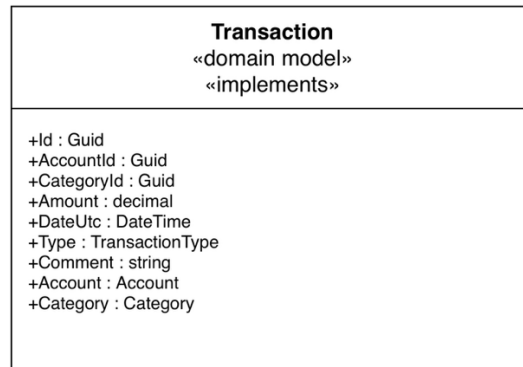 Transaction
«domain model»
«implements»
+Id : Guid
+AccountId : Guid
+CategoryId : Guid
+Amount : decimal
+DateUtc : DateTime
+Type : TransactionType
+Comment : string
+Account : Account
+Category : Category